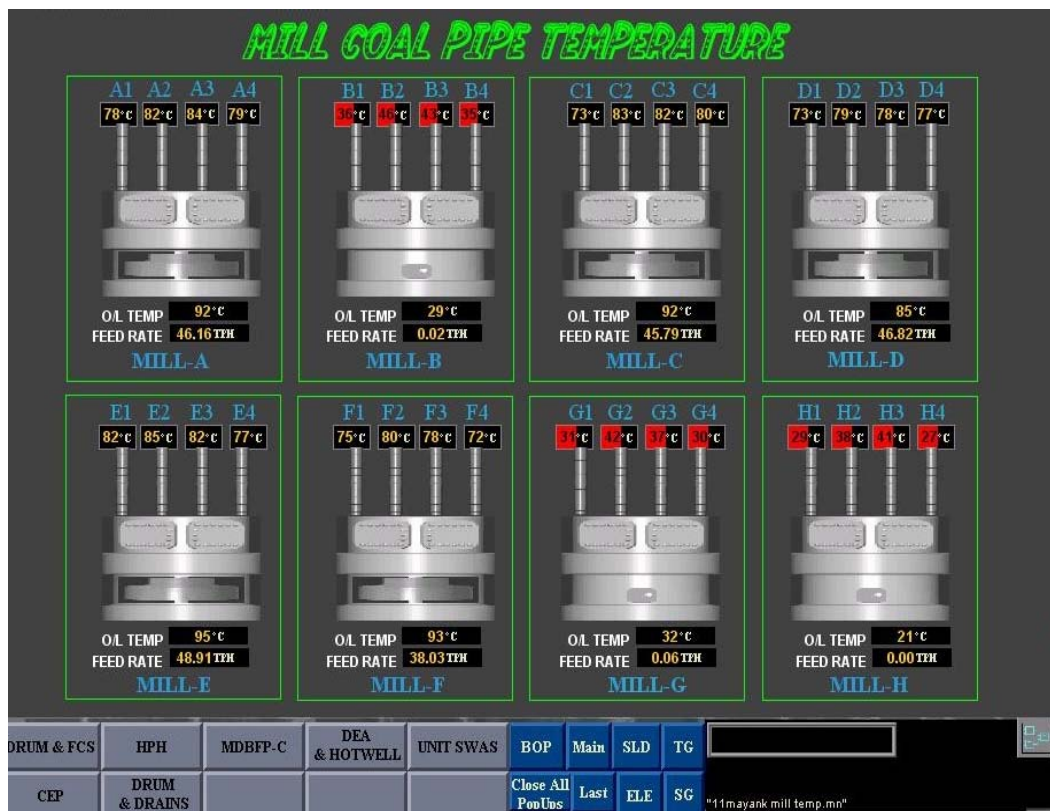 MILL COAL PIPE TEMPERATURE
A1 A2 A3 A4
78°C 82°C 84°C 79°C
O/L TEMP 92°C
FEED RATE 46.16 TPH
MILL-A
B1 B2 B3 B4
36°C 46°C 43°C 35°C
O/L TEMP 29°C
FEED RATE 0.02 TPH
MILL-B
C1 C2 C3 C4
73°C 83°C 82°C 80°C
O/L TEMP 92°C
FEED RATE 45.79 TPH
MILL-C
D1 D2 D3 D4
73°C 79°C 78°C 77°C
O/L TEMP 85°C
FEED RATE 46.82 TPH
MILL-D
E1 E2 E3 E4
82°C 85°C 82°C 77°C
O/L TEMP 95°C
FEED RATE 48.91 TPH
MILL-E
F1 F2 F3 F4
75°C 80°C 78°C 72°C
O/L TEMP 93°C
FEED RATE 38.03 TPH
MILL-F
G1 G2 G3 G4
31°C 42°C 37°C 30°C
O/L TEMP 32°C
FEED RATE 0.06 TPH
MILL-G
H1 H2 H3 H4
29°C 38°C 41°C 27°C
O/L TEMP 21°C
FEED RATE 0.00 TPH
MILL-H
DRUM & FCS
HPH
MDBFP-C
DEA
& HOTWELL
UNIT SWAS
BOP
Main
SLD
TG
CEP
DRUM
& DRAINS
Close All
PopUps
Last
ELE
SG
"11mayank mill temp.mn"